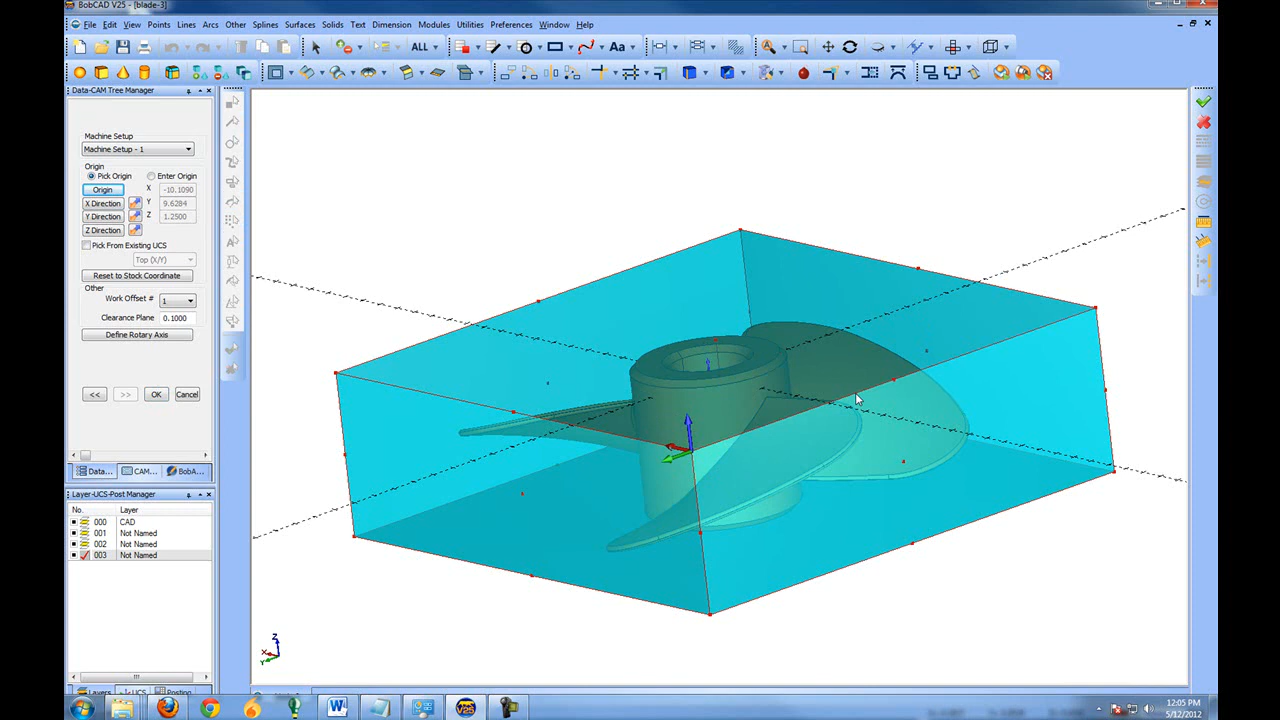 BobCAD V25 - [blade-3]
File Edit View Points Lines Arcs Other Splines Surfaces Solids Text Dimension Modules Utilities Preferences Window Help
ALL Aa
Data-CAM Tree Manager
Machine Setup
Machine Setup - 1
Origin
Pick Origin Enter Origin
Origin X -10.1090
X Direction Y 9.6284
Y Direction Z 1.2500
Z Direction
Pick From Existing UCS
Top (X/Y)
Reset to Stock Coordinate
Other
Work Offset # 1
Clearance Plane 0.1000
Define Rotary Axis
<< >> OK Cancel
Data... CAM... BobA...
Layer-UCS-Post Manager
No. Layer
000 CAD
001 Not Named
002 Not Named
003 Not Named
Layers UCS Posting
Z
X
Y
W V25
12:05 PM
5/12/2012